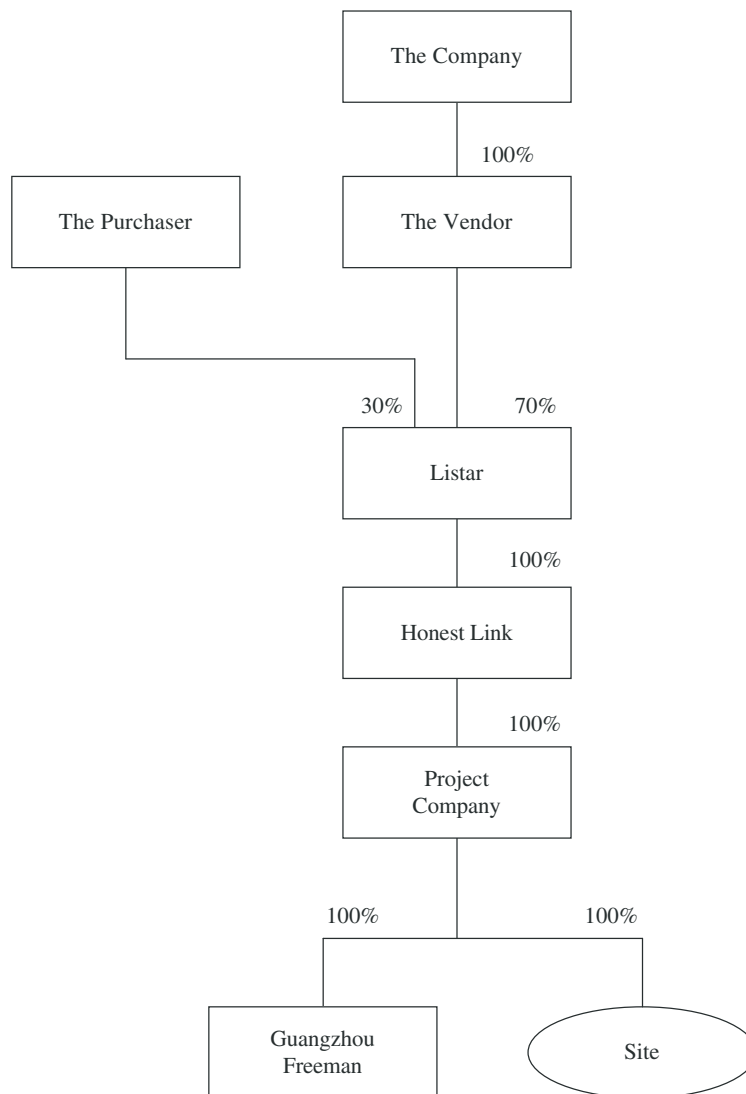 The Company
100%
The Purchaser
The Vendor
30%
70%
Listar
100%
Honest Link
100%
Project
Company
100%
100%
Guangzhou
Freeman
Site